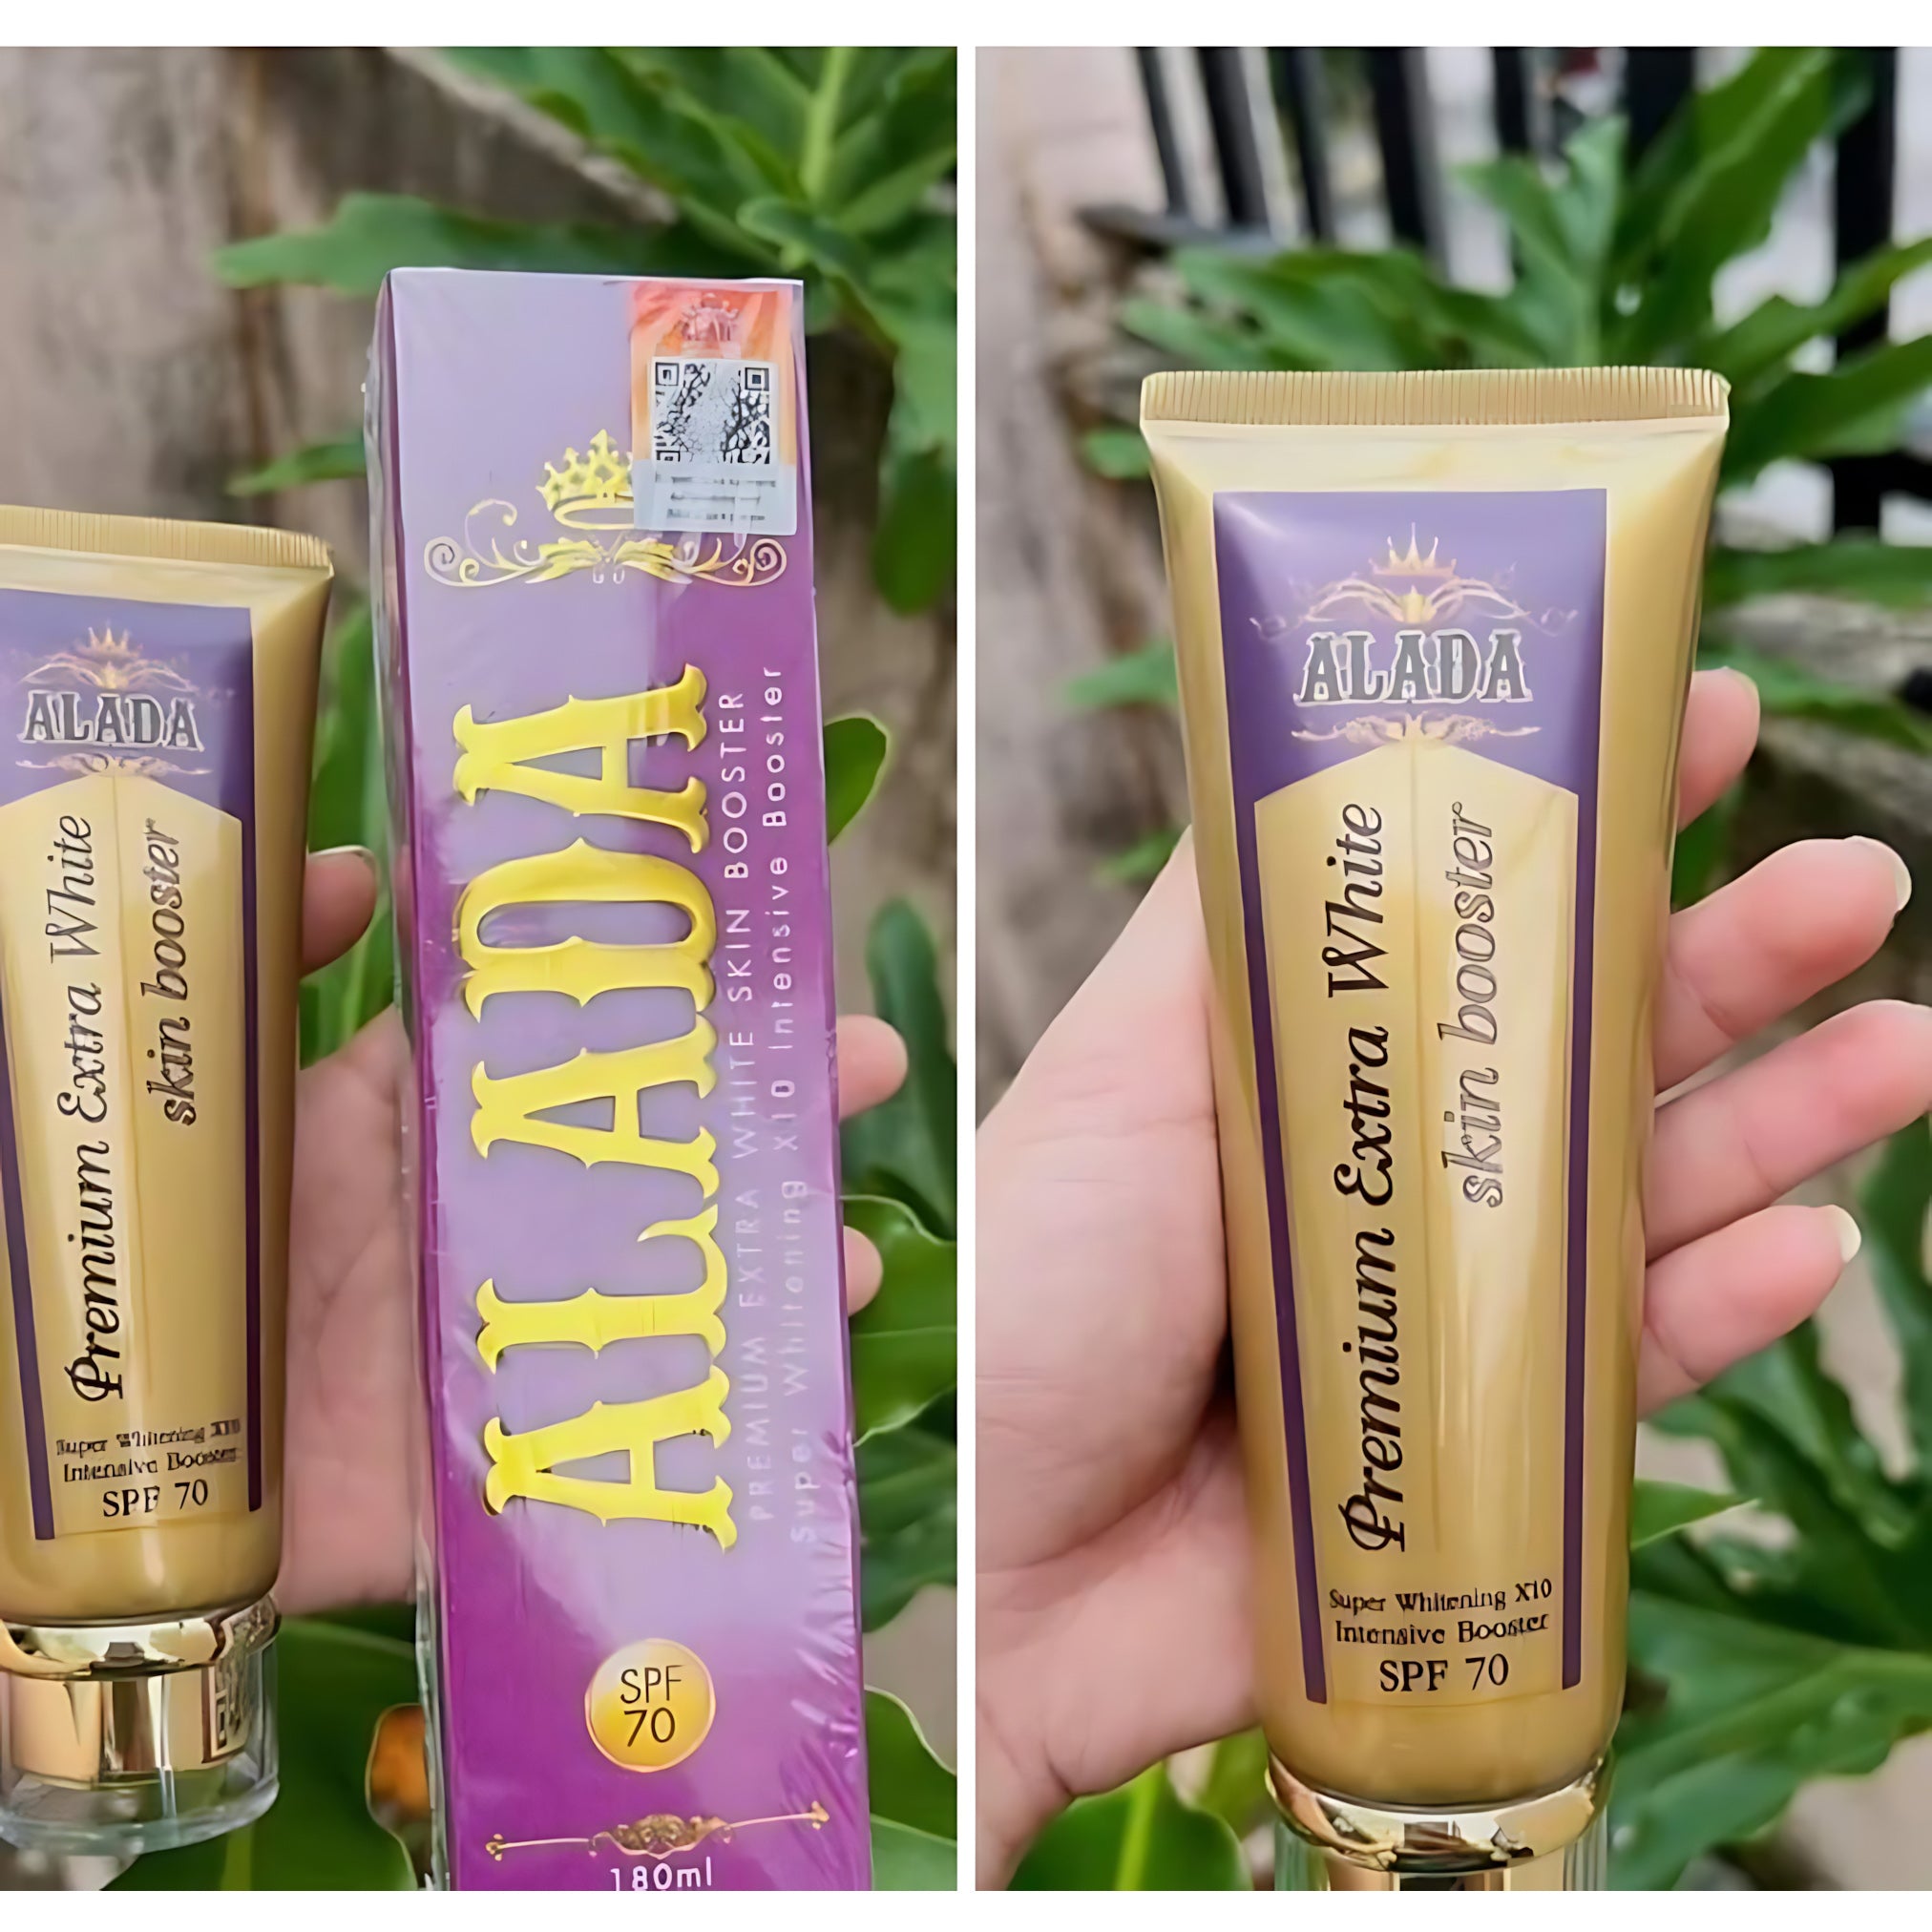 ALADA
Premium Extra White
skin booster
Super Whitening X10
Intensive Booster
SPF 70
ALADA
PREMIUM EXTRA WHITE SKIN BOOSTER
Super Whitening X10 Intensive Booster
SPF
70
180ml
ALADA
Premium Extra White
skin booster
Super Whitening X10
Intensive Booster
SPF 70